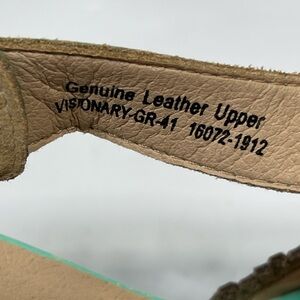 Genuine Leather Upper
VISIONARY-GR-41 16072-1912